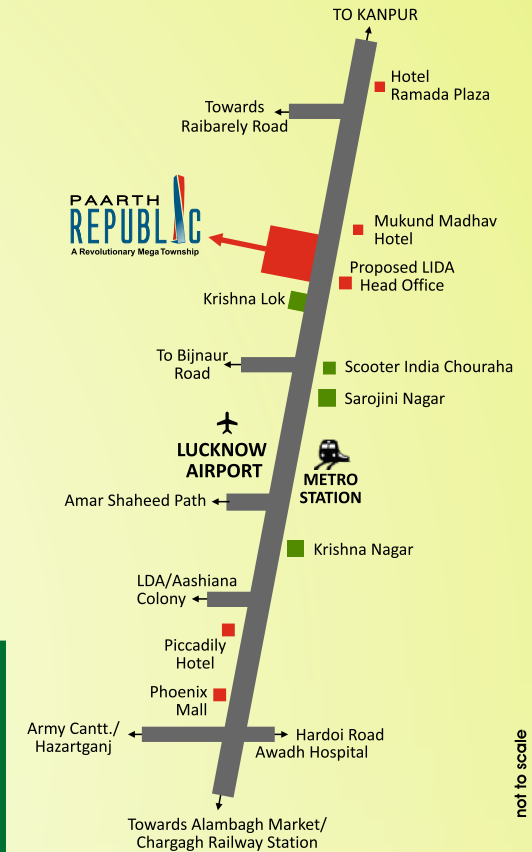 TO KANPUR
Hotel
Ramada Plaza
Towards
Raibarely Road
PAARTH
REPUBLIC
A Revolutionary Mega Township
Mukund Madhav
Hotel
Proposed LIDA
Head Office
Krishna Lok
To Bijnaur
Road
Scooter India Chouraha
Sarojini Nagar
LUCKNOW
AIRPORT
METRO
STATION
Amar Shaheed Path
Krishna Nagar
LDA/Aashiana
Colony
Piccadily
Hotel
Phoenix
Mall
Army Cantt./
Hazartganj
Hardoi Road
Awadh Hospital
not to scale
Towards Alambagh Market/
Chargagh Railway Station